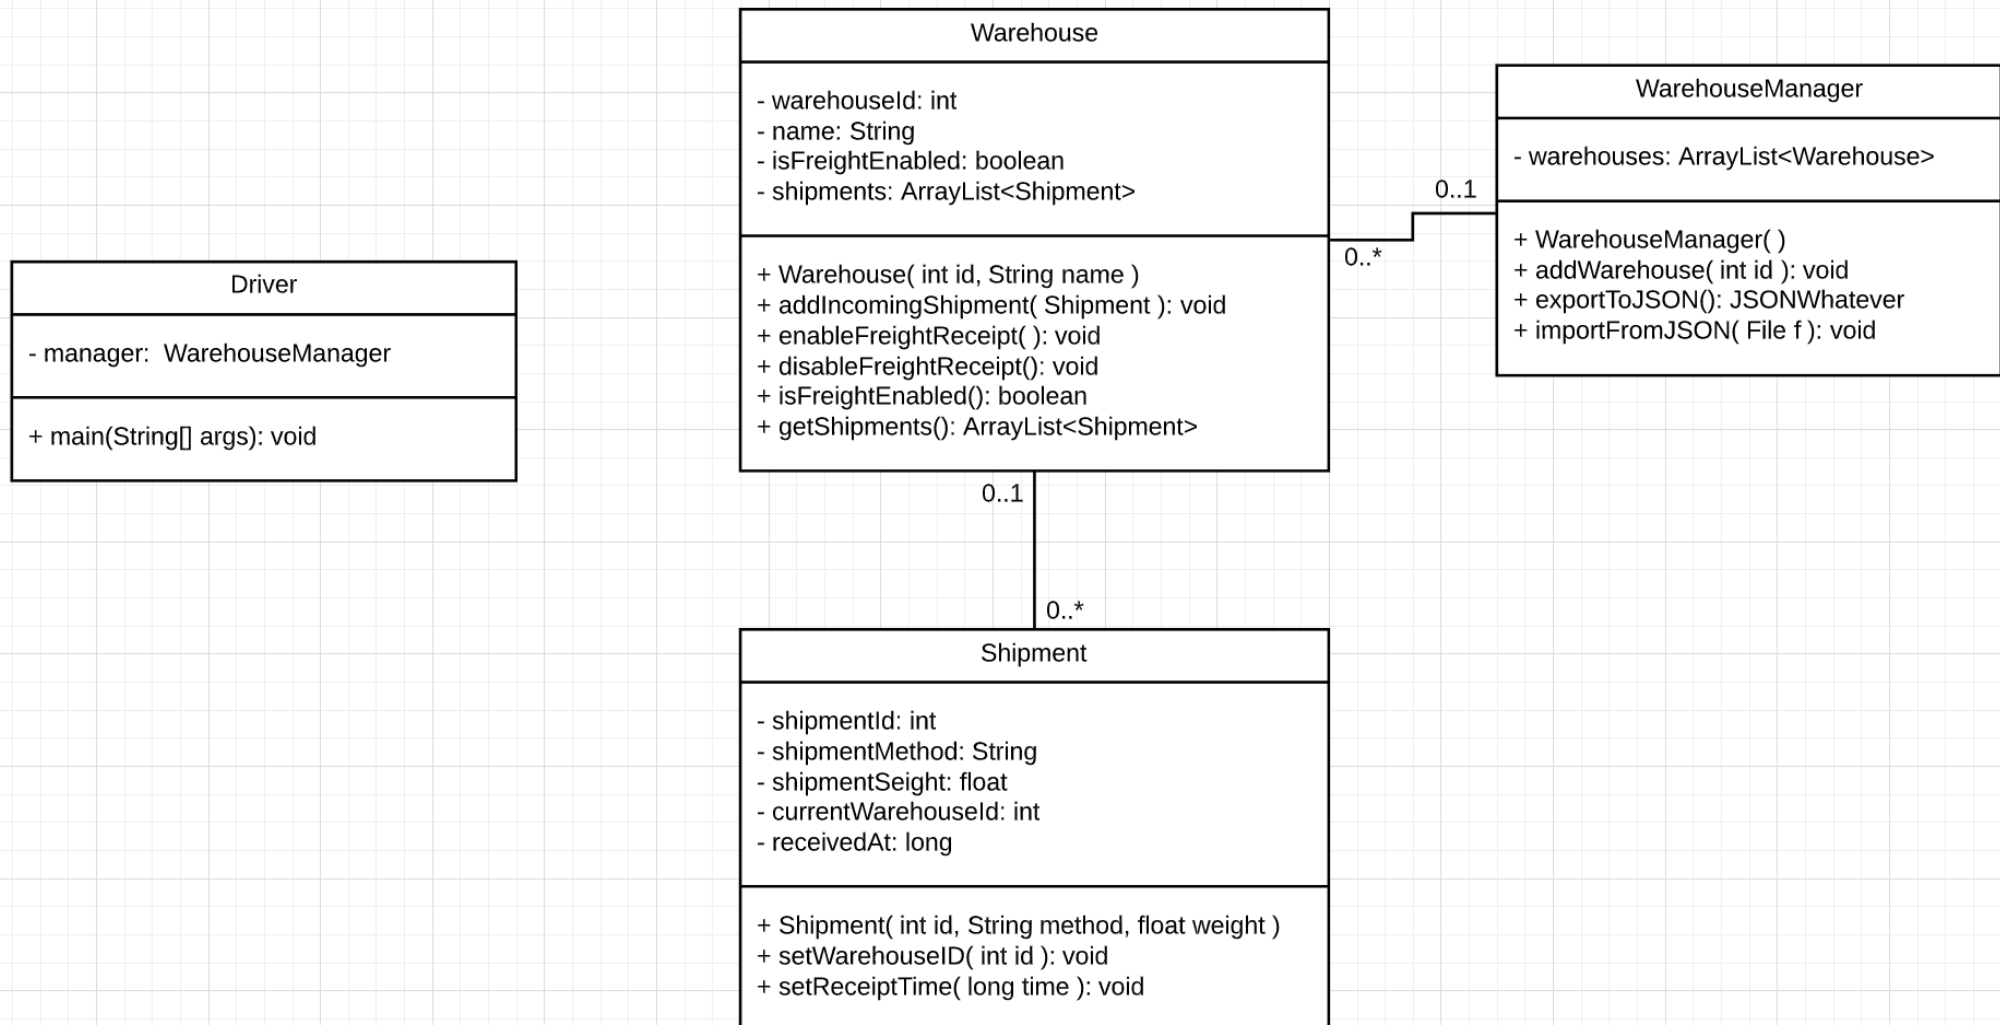 Warehouse
- warehouseId: int
- name: String
- isFreightEnabled: boolean
- shipments: ArrayList<Shipment>
+ Warehouse( int id, String name )
+ addIncomingShipment( Shipment ): void
+ enableFreightReceipt( ): void
+ disableFreightReceipt(): void
+ isFreightEnabled(): boolean
+ getShipments(): ArrayList<Shipment>
WarehouseManager
- warehouses: ArrayList<Warehouse>
+ WarehouseManager( )
+ addWarehouse( int id ): void
+ exportToJSON(): JSONWhatever
+ importFromJSON( File f ): void
0..1
0..*
Driver
- manager:  WarehouseManager
+ main(String[] args): void
0..1
0..*
Shipment
- shipmentId: int
- shipmentMethod: String
- shipmentSeight: float
- currentWarehouseId: int
- receivedAt: long
+ Shipment( int id, String method, float weight )
+ setWarehouseID( int id ): void
+ setReceiptTime( long time ): void